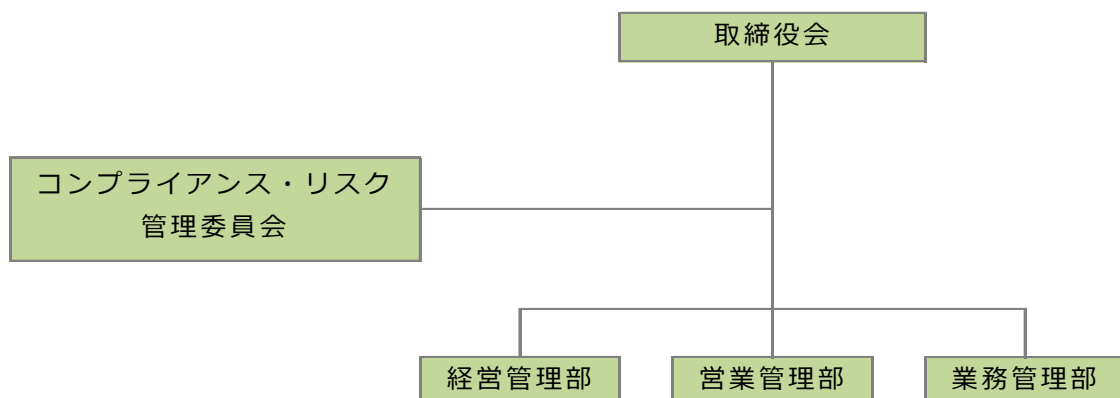 取締役会
コンプライアンス・リスク
管理委員会
経営管理部
営業管理部
業務管理部